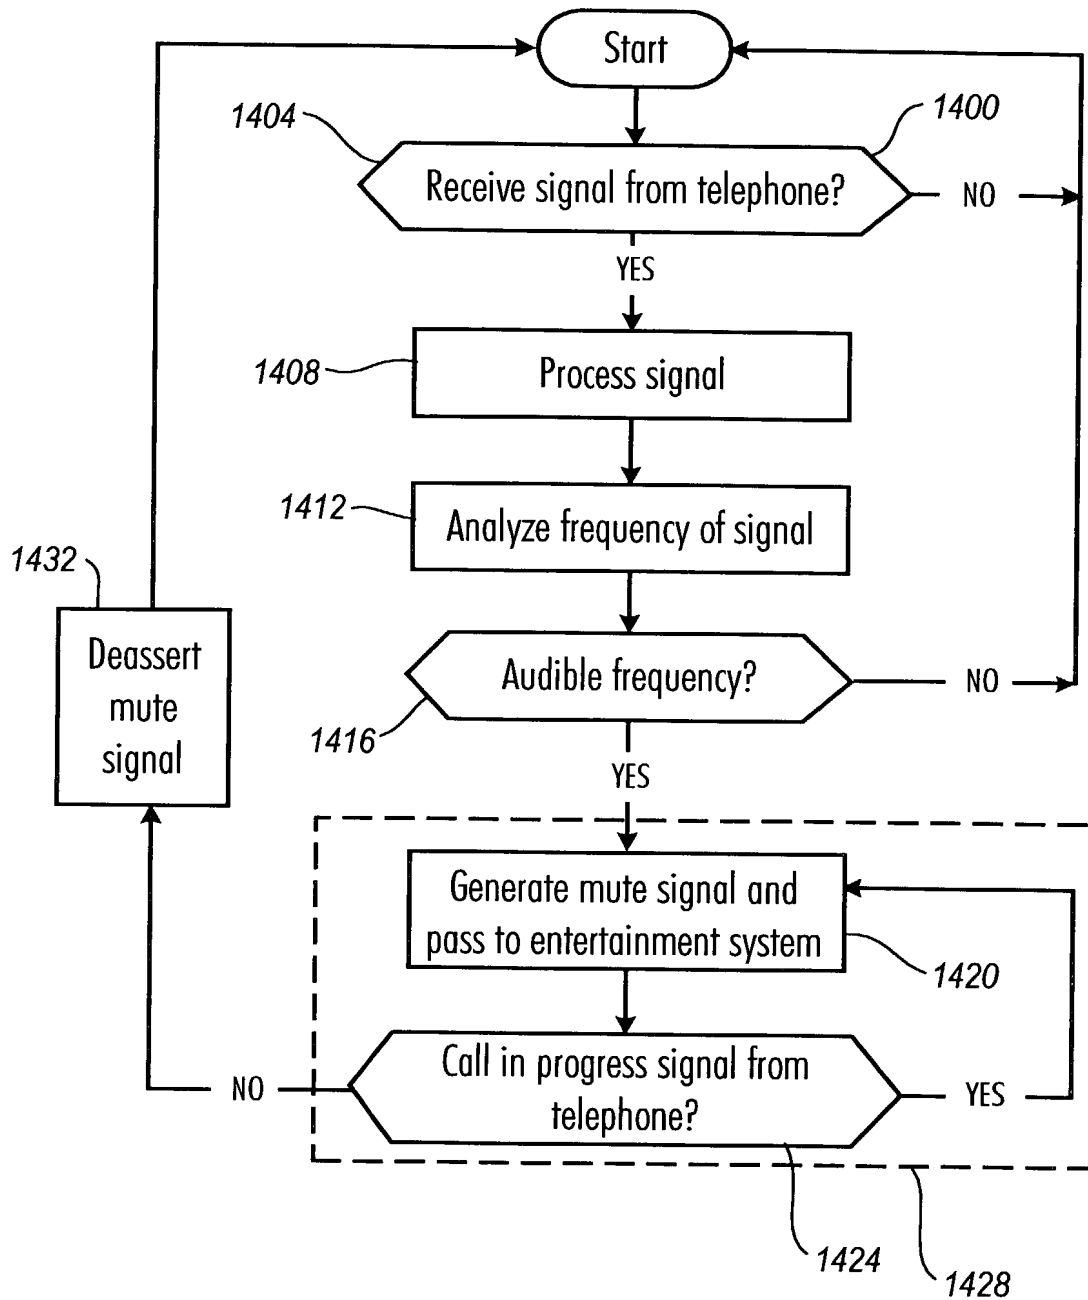 Start
1404
1400
Receive signal from telephone?
NO
YES
1408
Process signal
1412
Analyze frequency of signal
1432
Deassert
mute
signal
Audible frequency?
NO
1416
YES
Generate mute signal and
pass to entertainment system
1420
Call in progress signal from
telephone?
NO
YES
1424
1428